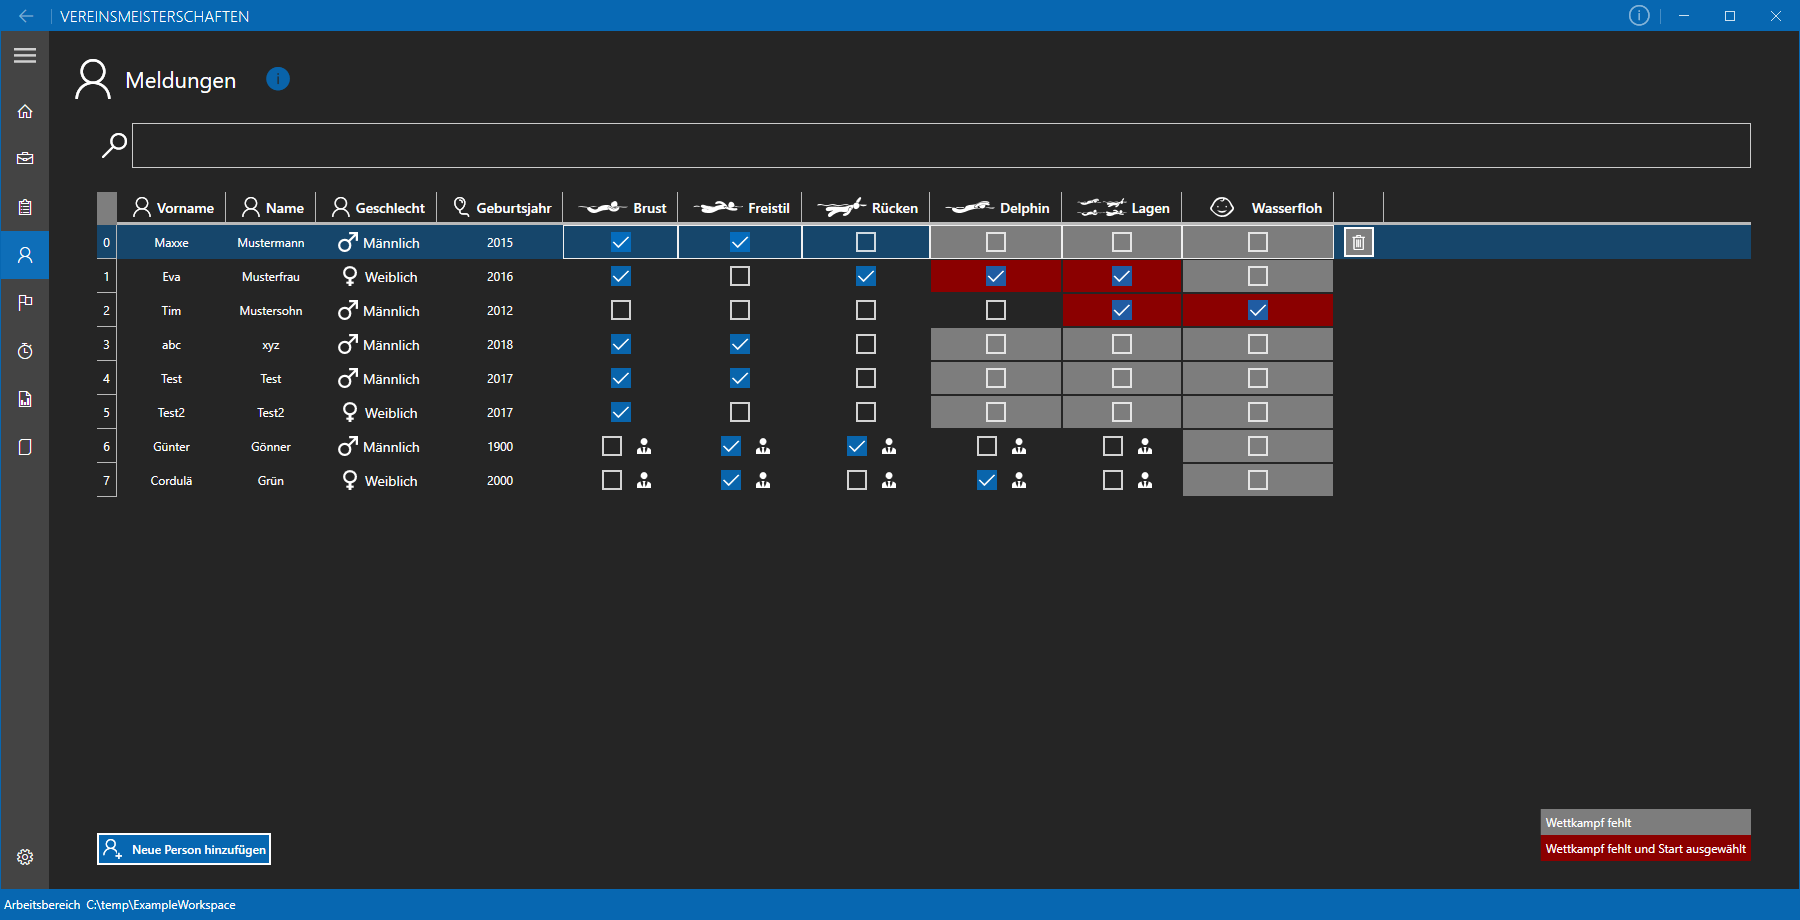 VEREINSMEISTERSCHAFTEN
Meldungen
Vorname Name Geschlecht Geburtsjahr Brust Freistil Rücken Delphin Lagen Wasserfloh
0 Maxxe Mustermann Männlich 2015
1 Eva Musterfrau Weiblich 2016
2 Tim Mustersohn Männlich 2012
3 abc xyz Männlich 2018
4 Test Test Männlich 2017
5 Test2 Test2 Weiblich 2017
6 Günter Gönner Männlich 1900
7 Cordulä Grün Weiblich 2000
Wettkampf fehlt
Neue Person hinzufügen
Wettkampf fehlt und Start ausgewählt
Arbeitsbereich C:\temp\ExampleWorkspace